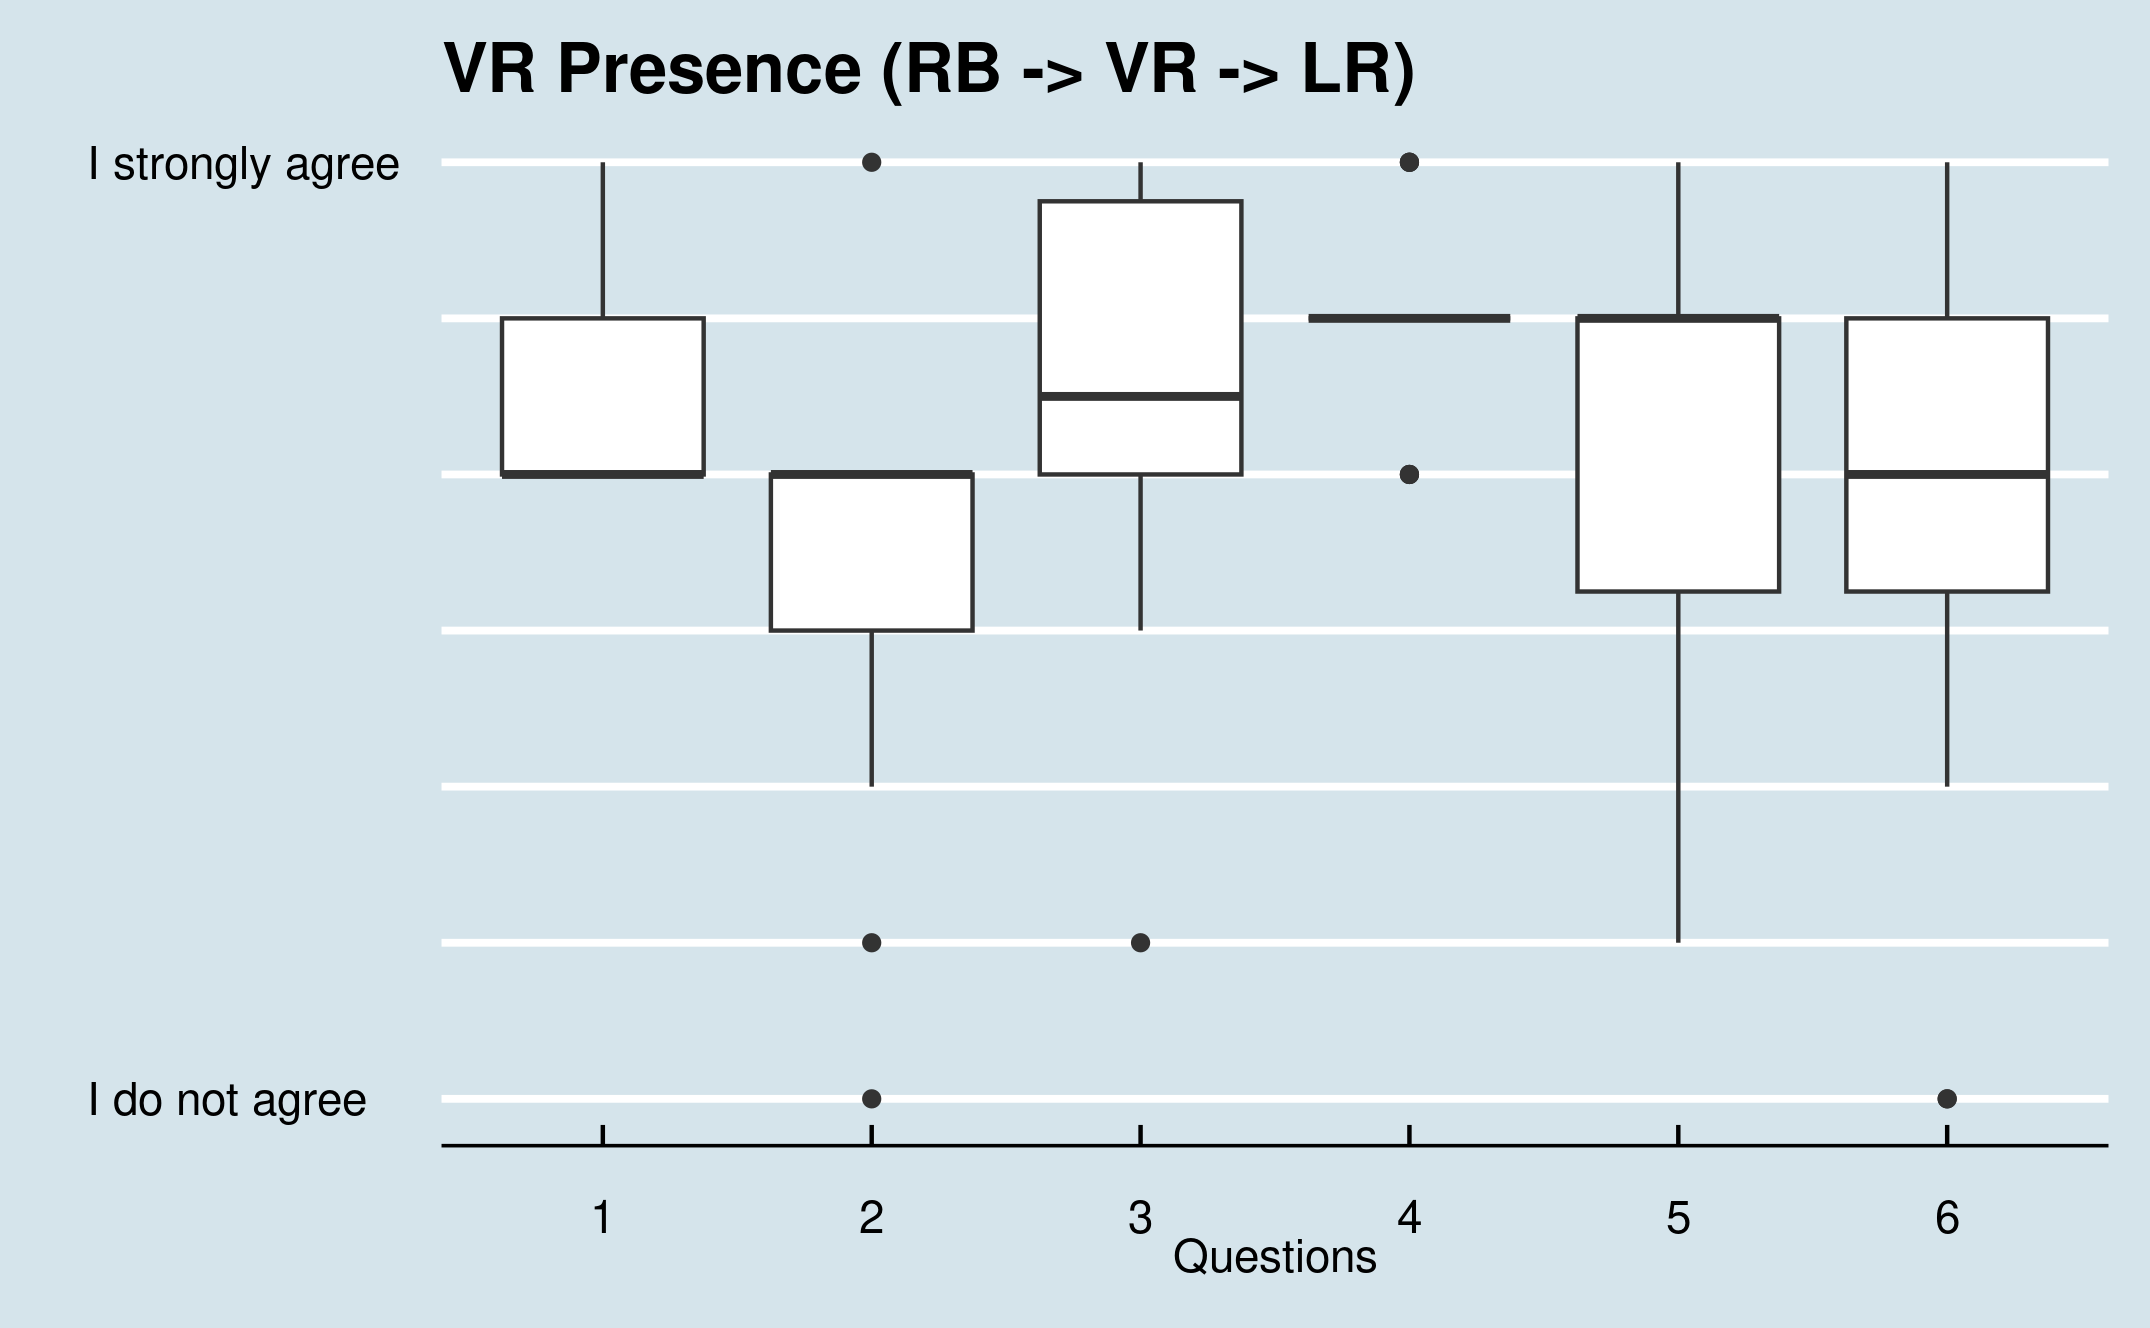 VR Presence (RB -> VR -> LR)
I strongly agree
I do not agree
1 2 3 4 5 6
Questions